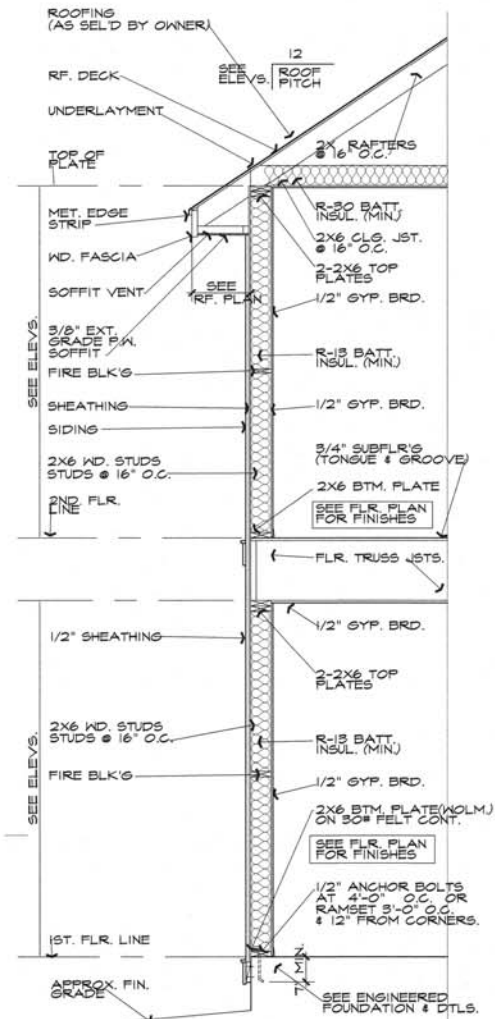 ROOFING
(AS SEL'D BY OWNER)
12
SEE
ELEVS.
ROOF
PITCH
RF. DECK
UNDERLAYMENT
2X RAFTERS
@ 16" O.C.
TOP OF
PLATE
R-30 BATT
INSUL. (MIN.)
MET. EDGE
STRIP
2X6 CLG. JST.
@ 16" O.C.
WD. FASCIA
2-2X6 TOP
PLATES
SOFFIT VENT
SEE
RF. PLAN
1/2" GYP. BRD.
3/8" EXT.
GRADE P.W.
SOFFIT
SEE ELEVS.
R-13 BATT.
INSUL. (MIN)
FIRE BLK'G
SHEATHING
1/2" GYP. BRD.
SIDING
3/4" SUBFLR'G
(TONGUE & GROOVE)
2X6 WD. STUDS
STUDS @ 16" O.C.
2X6 BTM. PLATE
2ND. FLR.
LINE
SEE FLR. PLAN
FOR FINISHES
FLR. TRUSS JSTS.
1/2" SHEATHING
1/2" GYP. BRD.
2-2X6 TOP
PLATES
2X6 WD. STUDS
STUDS @ 16" O.C.
R-13 BATT.
INSUL. (MIN.)
FIRE BLK'G
1/2" GYP. BRD.
SEE ELEVS.
2X6 BTM. PLATE(WOLM.)
ON 30# FELT CONT.
SEE FLR. PLAN
FOR FINISHES
1/2" ANCHOR BOLTS
AT 4'-0" O.C. OR
RAMSET 3'-0" O.C.
& 12" FROM CORNERS.
1ST. FLR LINE
7" MIN
APPROX. FIN.
GRADE
SEE ENGINEERED
FOUNDATION & DTLS.